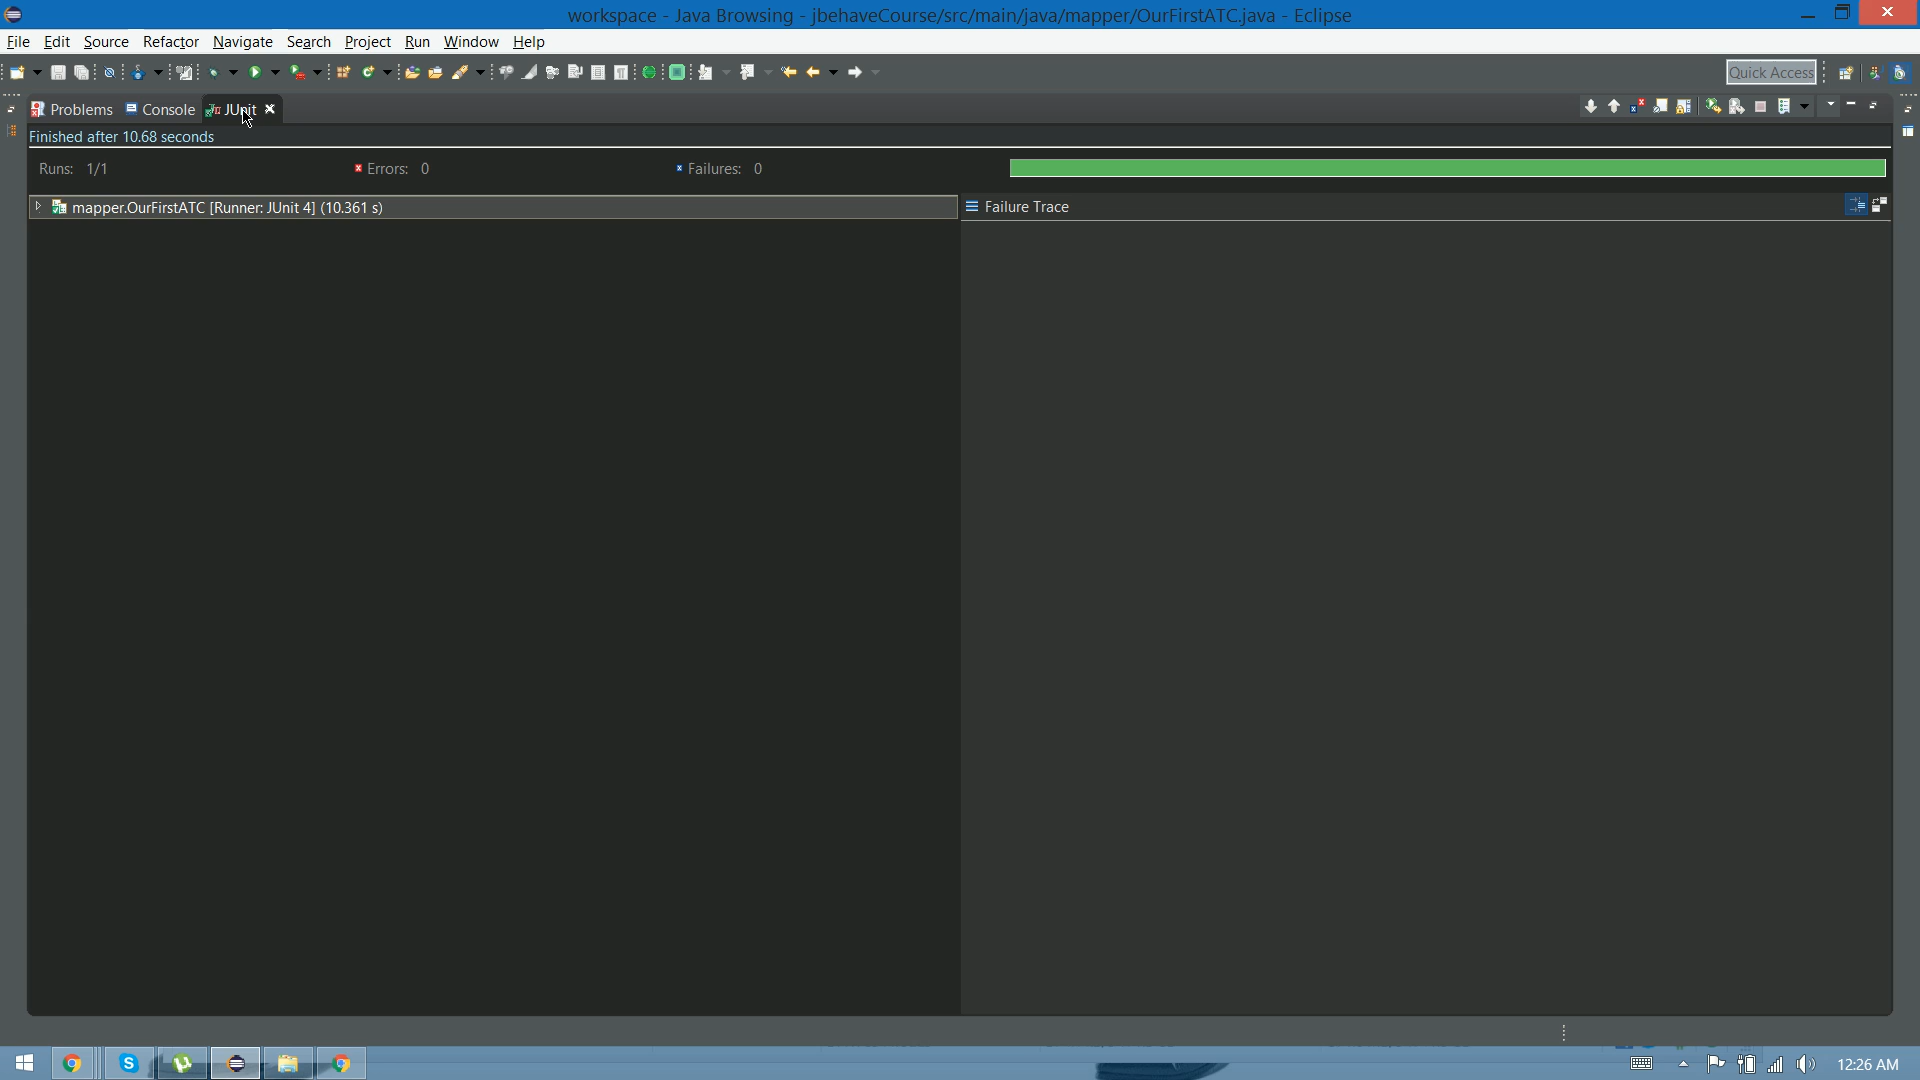 workspace - Java Browsing - jbehaveCourse/src/main/java/mapper/OurFirstATC.java - Eclipse
File Edit Source Refactor Navigate Search Project Run Window Help
Quick Access
Problems Console JUnit
Finished after 10.68 seconds
Runs: 1/1 Errors: 0 Failures: 0
mapper.OurFirstATC [Runner: JUnit 4] (10.361 s)
Failure Trace
12:26 AM